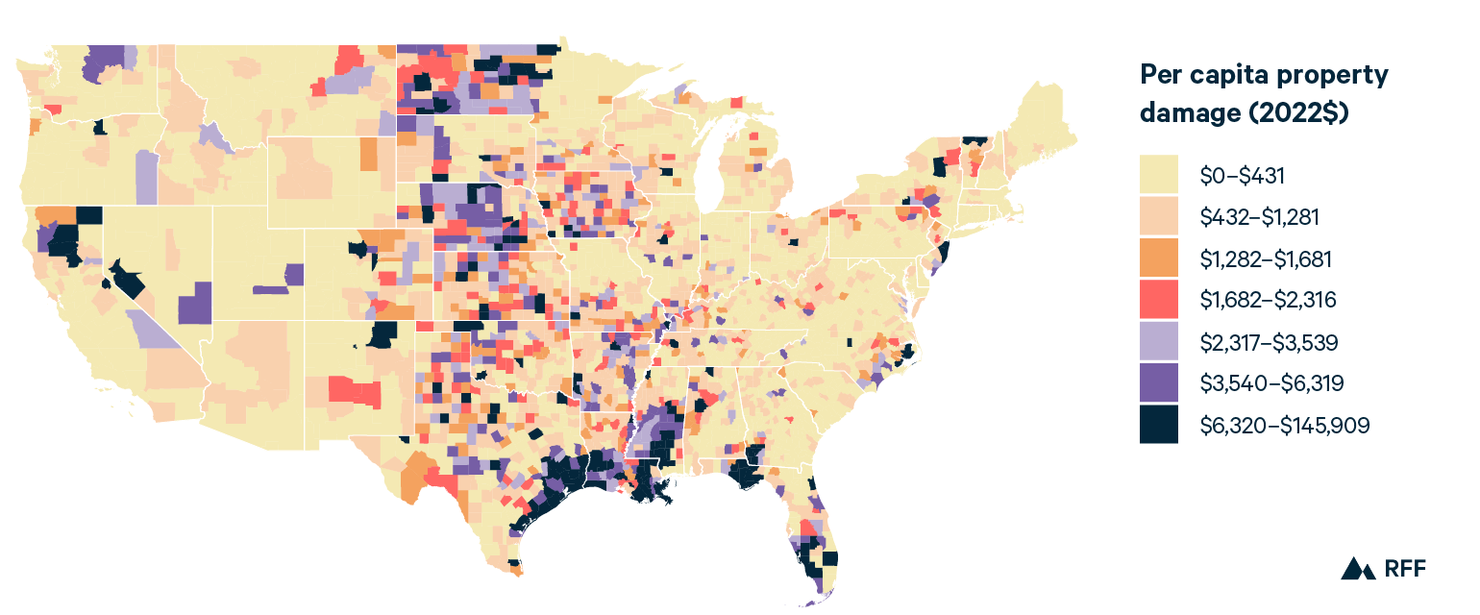 Per capita property
damage (2022$)
$0–$431
$432–$1,281
$1,282–$1,681
$1,682–$2,316
$2,317–$3,539
$3,540–$6,319
$6,320–$145,909
RFF